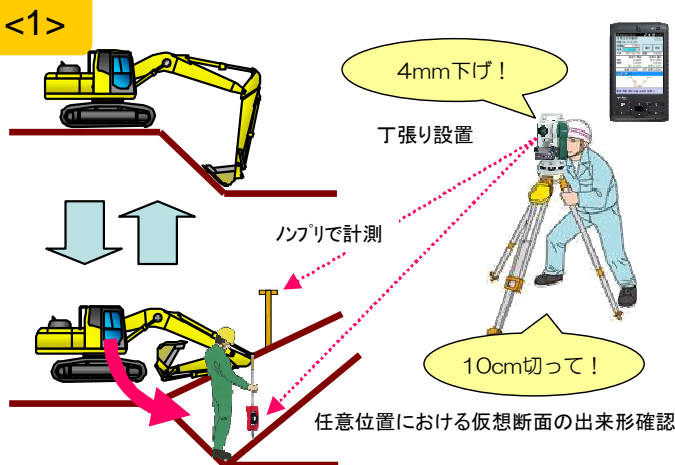 <1>
4mm下げ！
丁張り設置
ﾉﾝﾌﾟﾘで計測
10cm切って！
任意位置における仮想断面の出来形確認